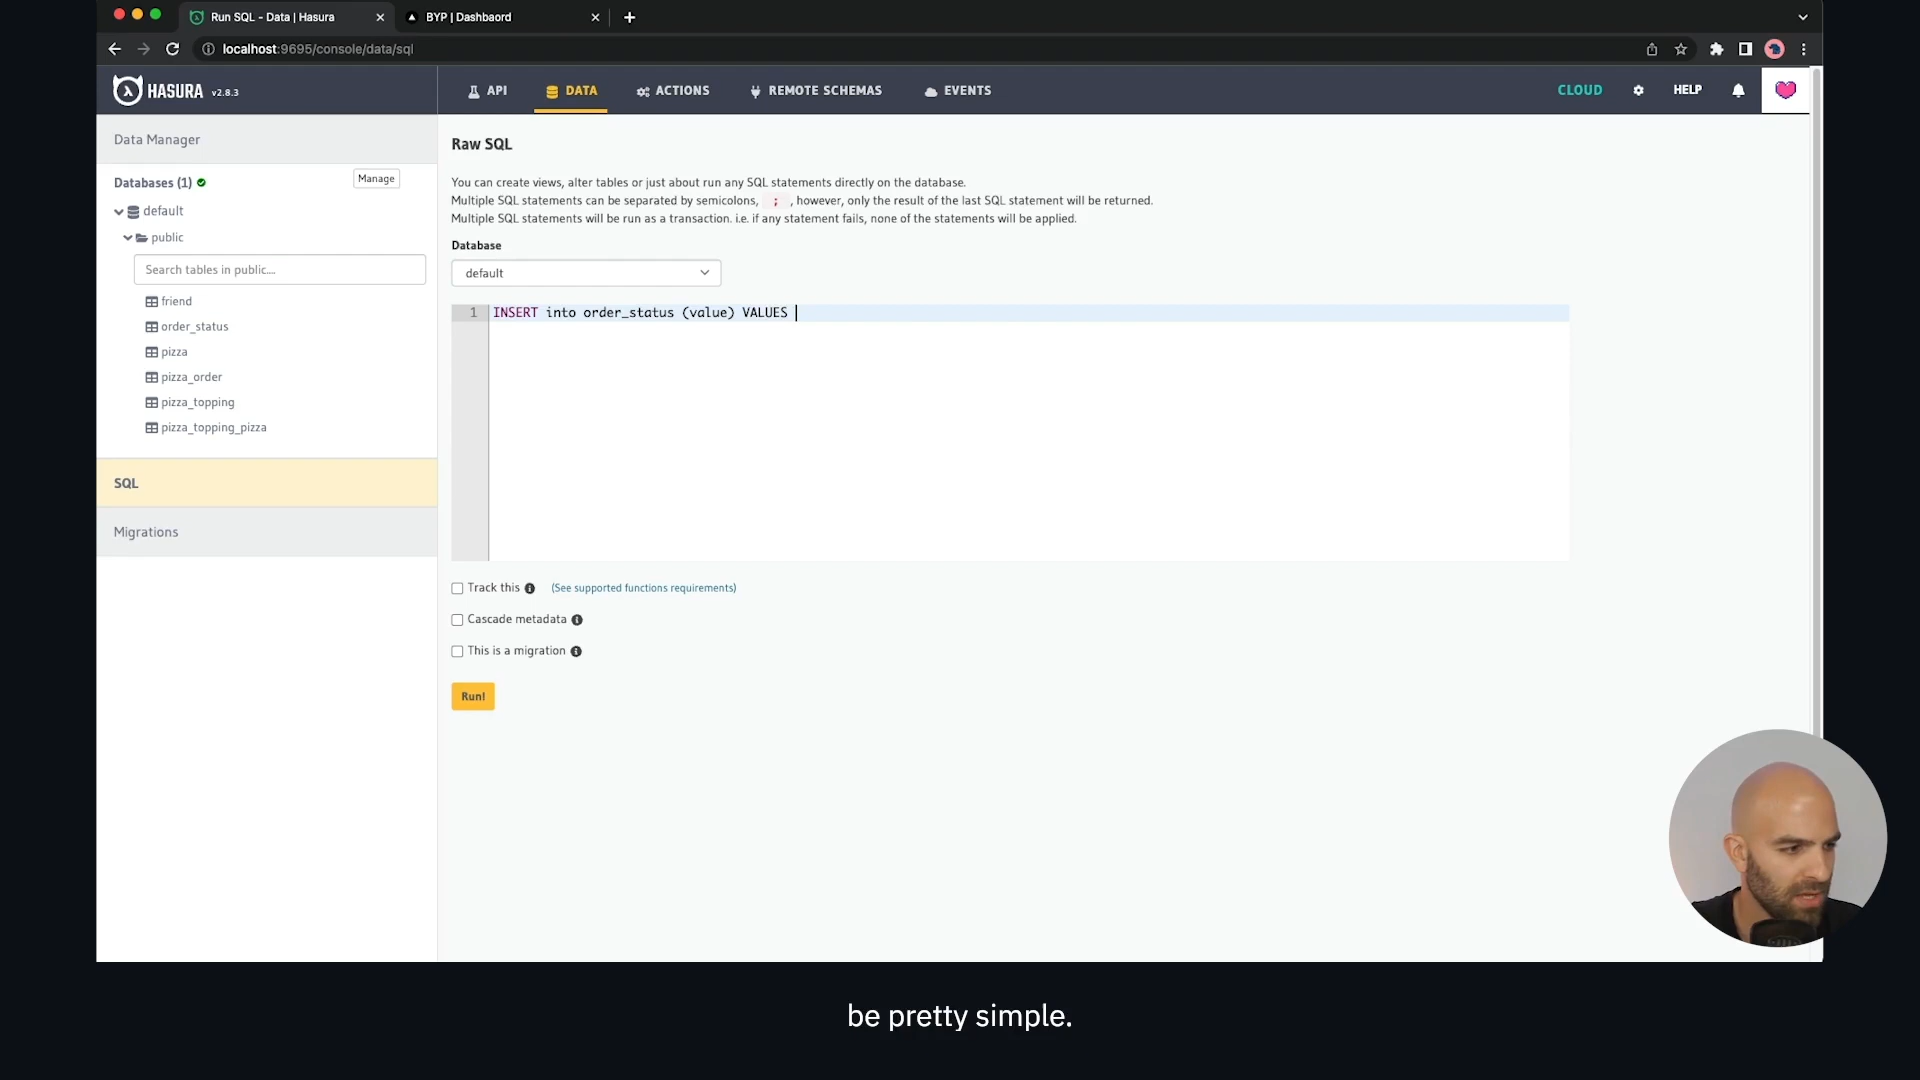 Run SQL - Data | Hasura
BYP | Dashbaord
localhost:9695/console/data/sql
HASURA v2.8.3
API
DATA
ACTIONS
REMOTE SCHEMAS
EVENTS
CLOUD
HELP
Data Manager
Databases (1)
Manage
default
public
Search tables in public....
friend
order_status
pizza
pizza_order
pizza_topping
pizza_topping_pizza
SQL
Migrations
Raw SQL
You can create views, alter tables or just about run any SQL statements directly on the database.
Multiple SQL statements can be separated by semicolons, ; , however, only the result of the last SQL statement will be returned.
Multiple SQL statements will be run as a transaction. i.e. if any statement fails, none of the statements will be applied.
Database
default
1 INSERT into order_status (value) VALUES
Track this (See supported functions requirements)
Cascade metadata
This is a migration
Run!
be pretty simple.